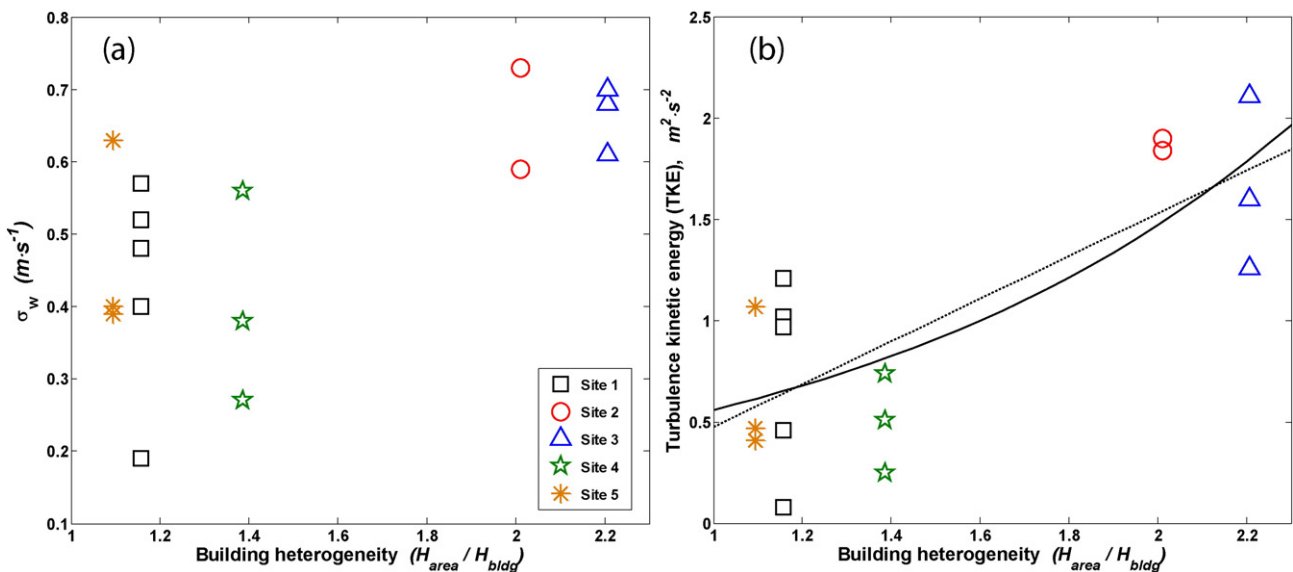 (a)
0.8
0.7
0.6
0.5
0.4
0.3
0.2
0.1
σw (m·s-1)
1
1.2
1.4
1.6
1.8
2
2.2
Building heterogeneity (Harea / Hbldg)
Site 1
Site 2
Site 3
Site 4
Site 5
(b)
2.5
2
1.5
1
0.5
0
Turbulence kinetic energy (TKE), m2·s-2
1
1.2
1.4
1.6
1.8
2
2.2
Building heterogeneity (Harea / Hbldg)